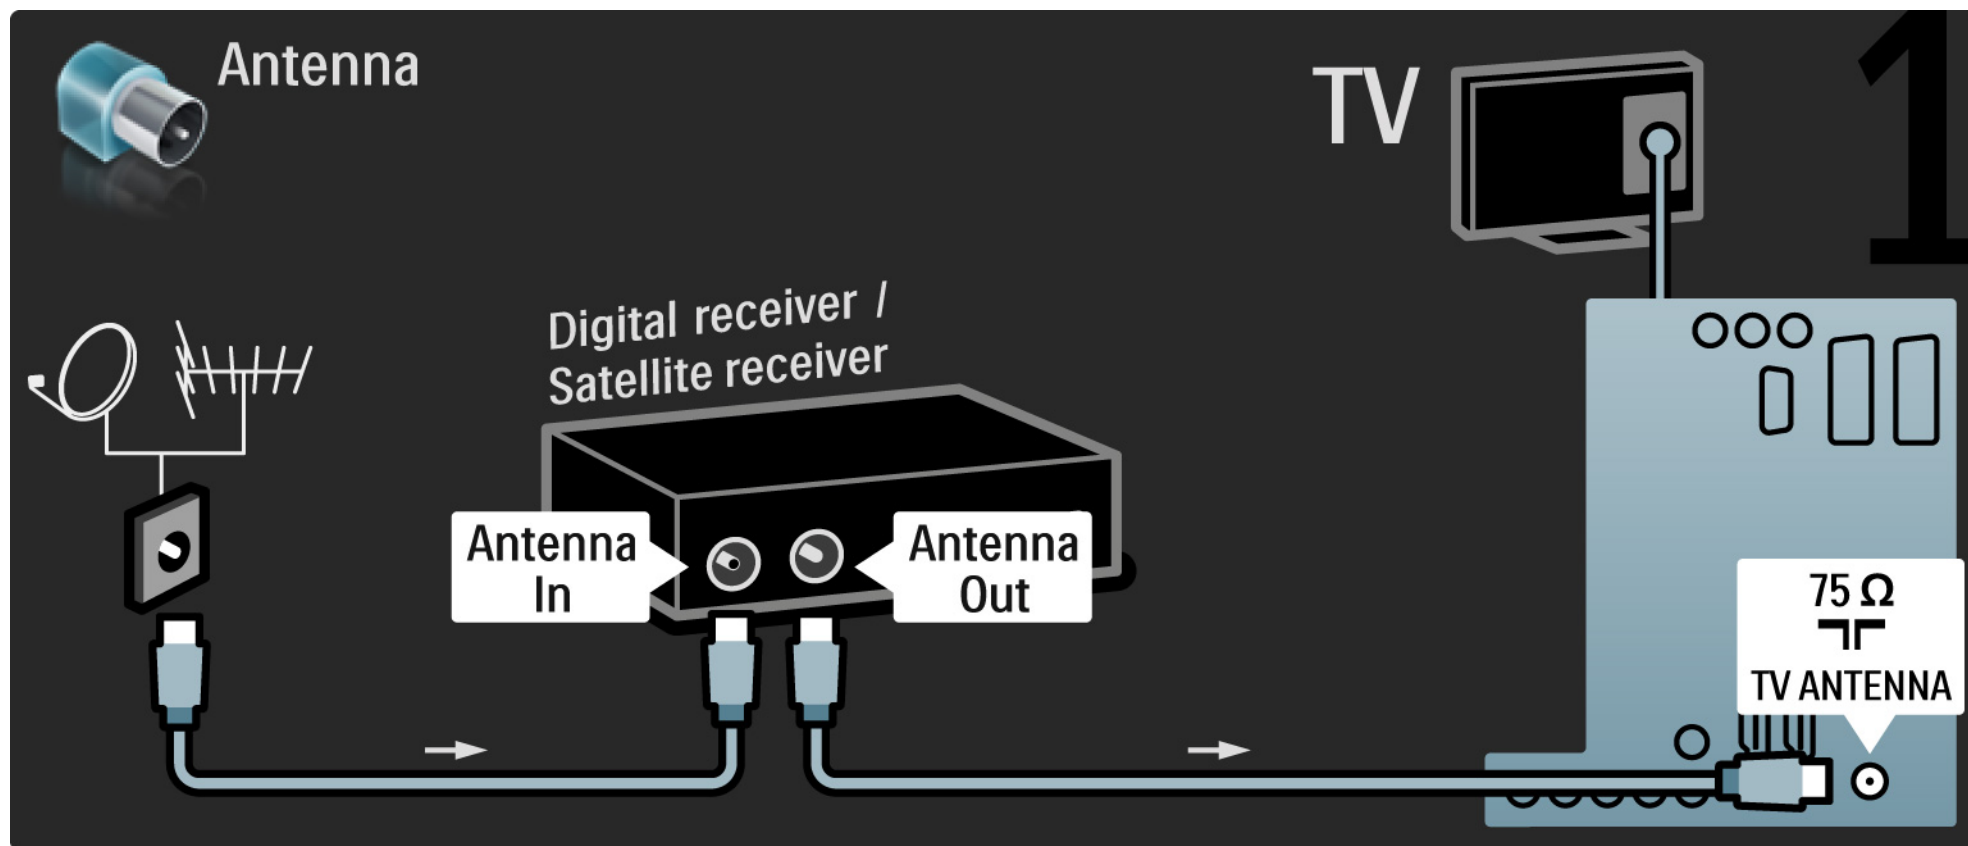 Antenna
TV
1
Digital receiver /
Satellite receiver
Antenna
In
Antenna
Out
75 Ω
TV ANTENNA